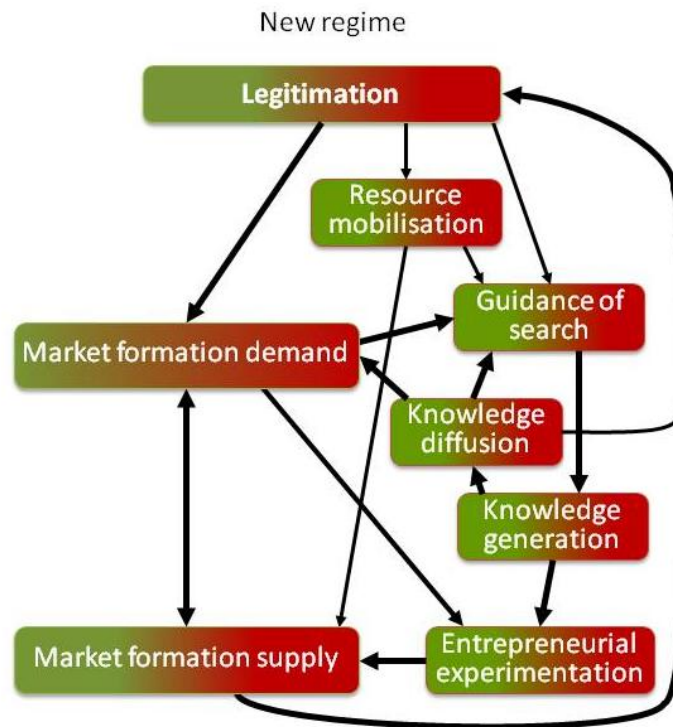 New regime
Legitimation
Resource
mobilisation
Guidance of
search
Market formation demand
Knowledge
diffusion
Knowledge
generation
Market formation supply
Entrepreneurial
experimentation